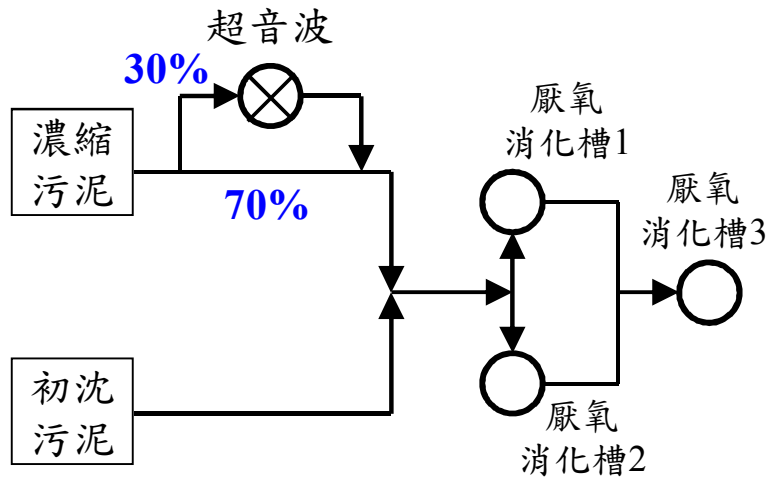 超音波
30%
濃縮
污泥
70%
厭氧
消化槽1
厭氧
消化槽3
初沈
污泥
厭氧
消化槽2